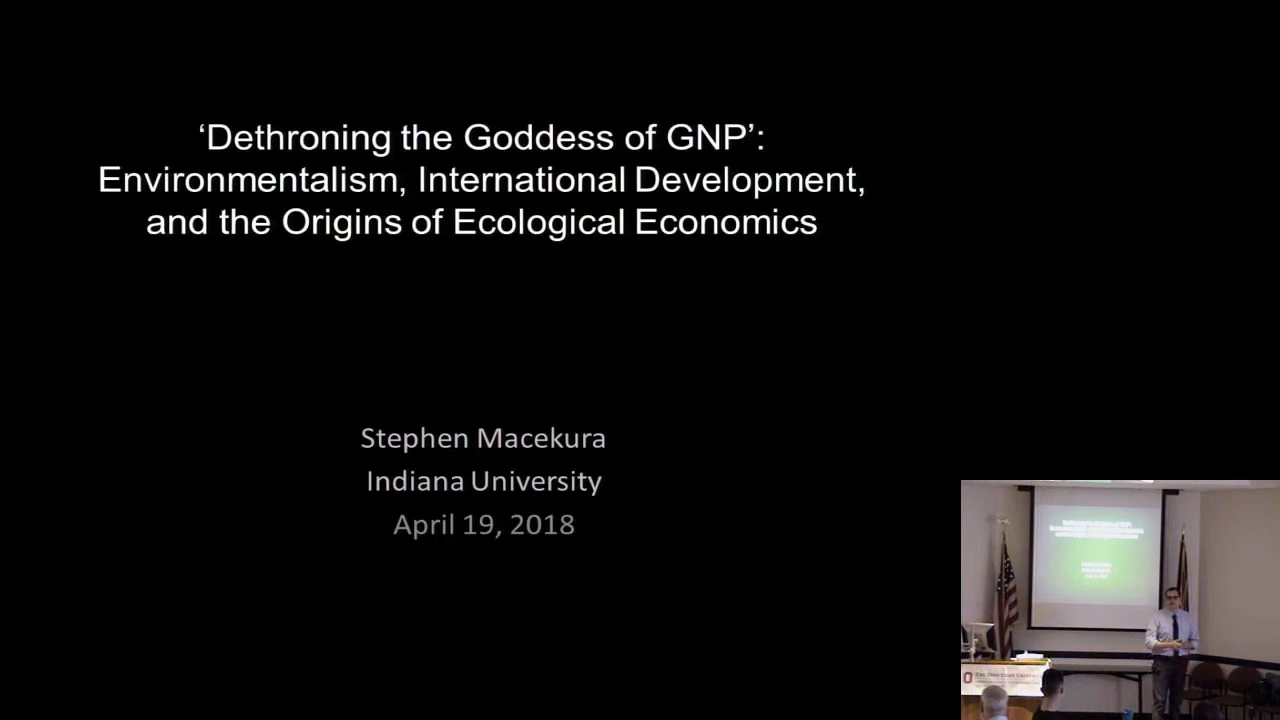 ‘Dethroning the Goddess of GNP’:
Environmentalism, International Development,
and the Origins of Ecological Economics
Stephen Macekura
Indiana University
April 19, 2018